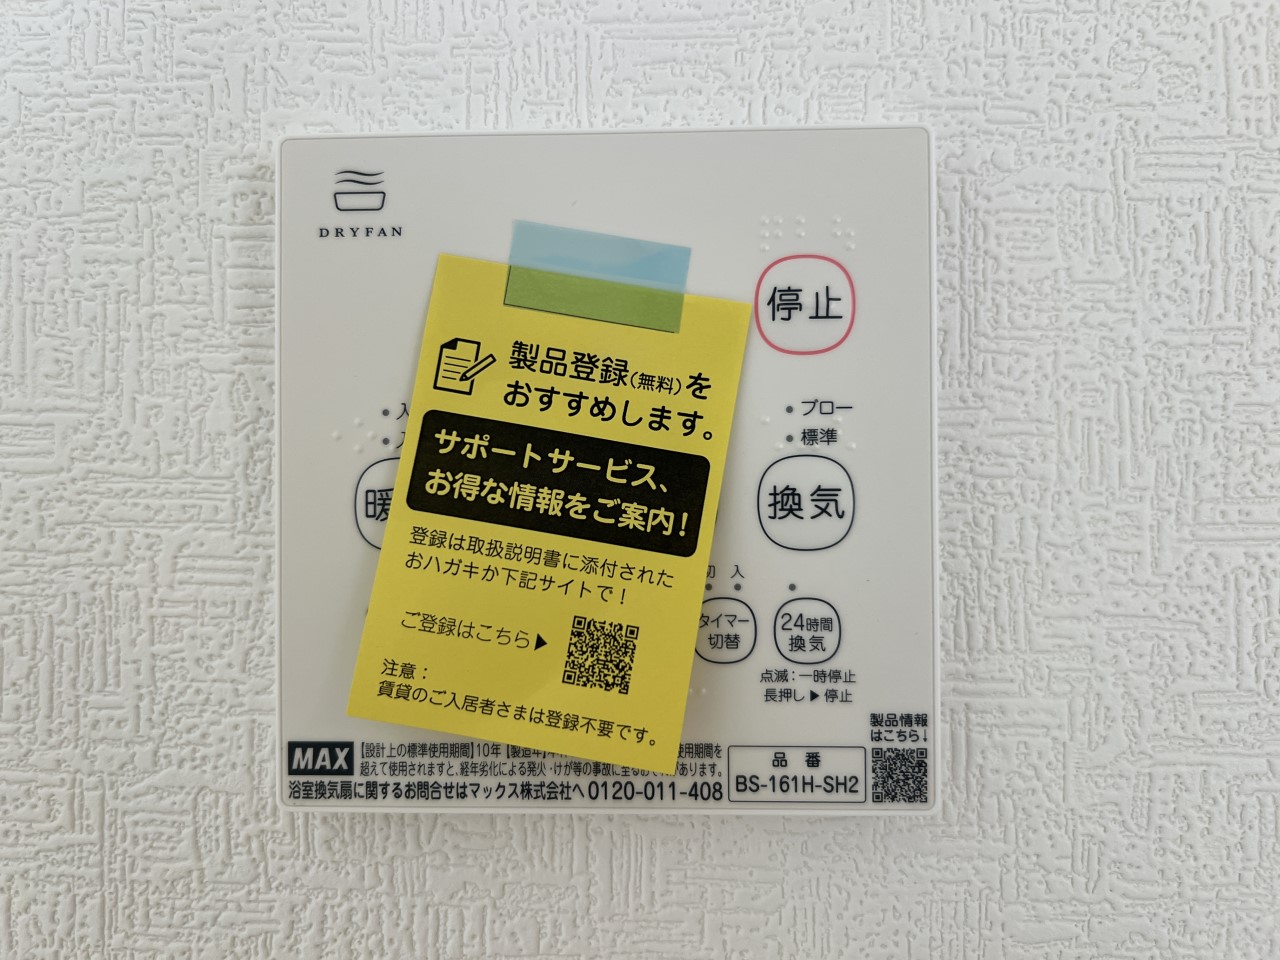 DRYFAN
停止
製品登録(無料)を
おすすめします。
サポートサービス、
お得な情報をご案内!
登録は取扱説明書に添付された
おハガキか下記サイトで!
ご登録はこちら▶
注意:
賃貸のご入居者さまは登録不要です。
ブロー
標準
暖
換気
入
タイマー
切替
24時間
換気
点滅:一時停止
長押し▶停止
製品情報
はこちら↓
MAX
【設計上の標準使用期間】10年【製造年】
使用期間を
超えて使用されますと、経年劣化による発火・けが等の事故に至るおそれがあります。
浴室換気扇に関するお問合せはマックス株式会社へ 0120-011-408
品番
BS-161H-SH2